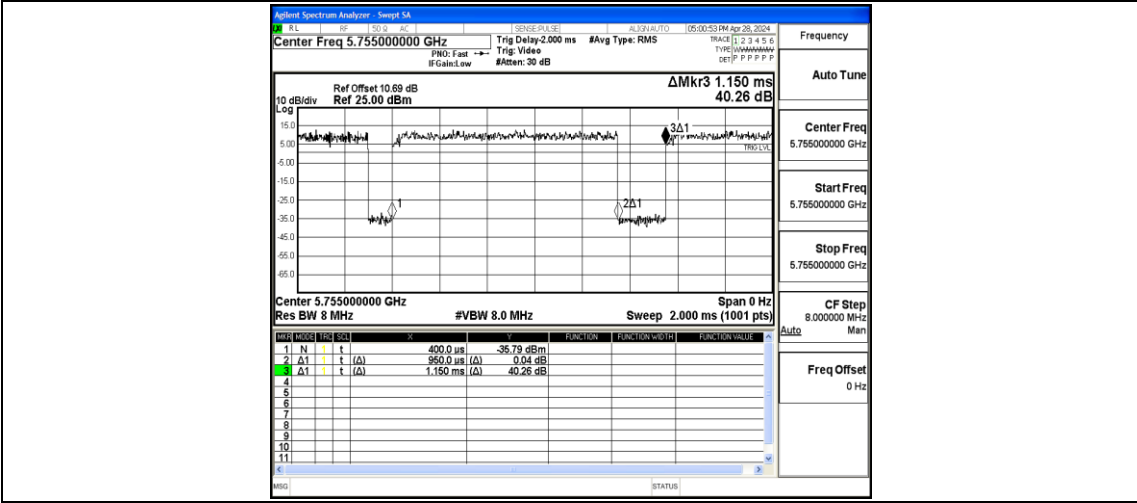 Agilent Spectrum Analyzer - Swept SA
RL RF 50 Ω AC SENSE:PULSE ALIGNAUTO 05:00:53 PM Apr 28, 2024
Center Freq 5.755000000 GHz
PNO: Fast
IFGain:Low
Trig Delay-2.000 ms
Trig: Video
#Atten: 30 dB
#Avg Type: RMS
TRACE 1 2 3 4 5 6
TYPE WWWWWW
DET P P P P P P
Ref Offset 10.69 dB
10 dB/div Ref 25.00 dBm
Log
ΔMkr3 1.150 ms
40.26 dB
15.0
5.00
-5.00
-15.0
-25.0
-35.0
-45.0
-55.0
-65.0
3Δ1
TRIG LVL
1
2Δ1
Center 5.755000000 GHz Span 0 Hz
Res BW 8 MHz #VBW 8.0 MHz Sweep 2.000 ms (1001 pts)
MKR MODE TRC SCL X Y FUNCTION FUNCTION WIDTH FUNCTION VALUE
1 N 1 t 400.0 µs -35.79 dBm
2 Δ1 1 t (Δ) 950.0 µs (Δ) 0.04 dB
3 Δ1 1 t (Δ) 1.150 ms (Δ) 40.26 dB
4
5
6
7
8
9
10
11
MSG STATUS
Frequency
Auto Tune
Center Freq
5.755000000 GHz
Start Freq
5.755000000 GHz
Stop Freq
5.755000000 GHz
CF Step
8.000000 MHz
Auto Man
Freq Offset
0 Hz